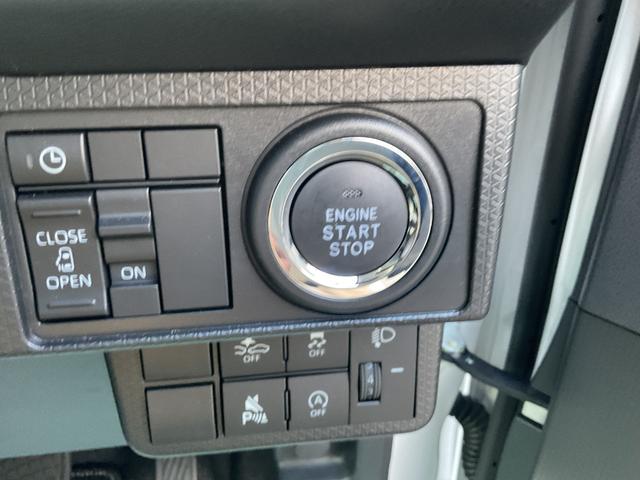 ENGINE
START
STOP
CLOSE
OPEN
ON
OFF
OFF
P
OFF